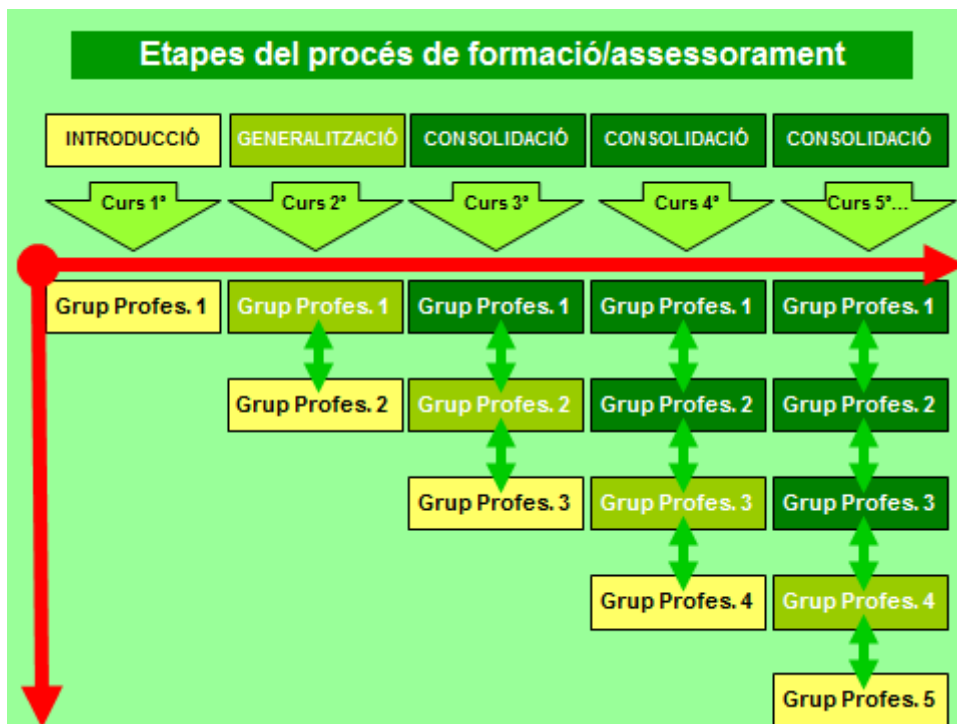 Etapes del procés de formació/assessorament
INTRODUCCIÓ GENERALITZACIÓ CONSOLIDACIÓ CONSOLIDACIÓ CONSOLIDACIÓ
Curs 1º Curs 2º Curs 3º Curs 4º Curs 5º...
Grup Profes. 1 Grup Profes. 1 Grup Profes. 1 Grup Profes. 1 Grup Profes. 1
Grup Profes. 2 Grup Profes. 2 Grup Profes. 2 Grup Profes. 2
Grup Profes. 3 Grup Profes. 3 Grup Profes. 3
Grup Profes. 4 Grup Profes. 4
Grup Profes. 5